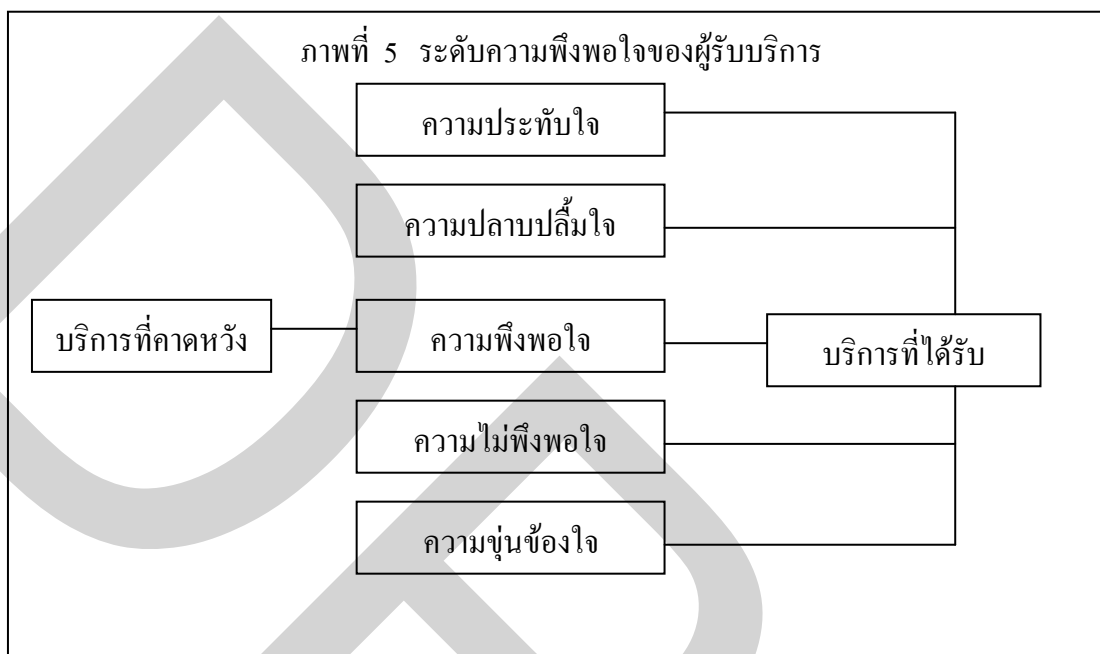 ภาพที่ 5 ระดับความพึงพอใจของผู้รับบริการ
ความประทับใจ
ความปลาบปลื้มใจ
บริการที่คาดหวัง
ความพึงพอใจ
บริการที่ได้รับ
ความไม่พึงพอใจ
ความขุ่นข้องใจ